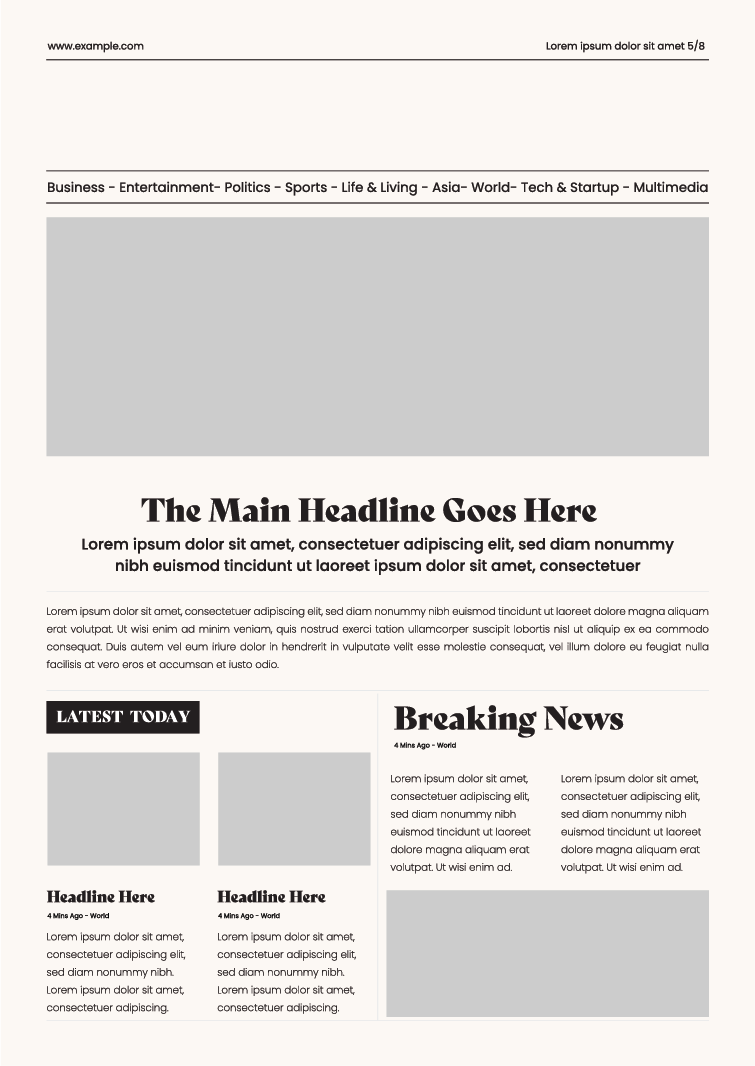 www.example.com
Lorem ipsum dolor sit amet 5/8
Business - Entertainment- Politics - Sports - Life & Living - Asia- World- Tech & Startup - Multimedia
The Main Headline Goes Here
Lorem ipsum dolor sit amet, consectetuer adipiscing elit, sed diam nonummy
nibh euismod tincidunt ut laoreet ipsum dolor sit amet, consectetuer
Lorem ipsum dolor sit amet, consectetuer adipiscing elit, sed diam nonummy nibh euismod tincidunt ut laoreet dolore magna aliquam
erat volutpat. Ut wisi enim ad minim veniam, quis nostrud exerci tation ullamcorper suscipit lobortis nisl ut aliquip ex ea commodo
consequat. Duis autem vel eum iriure dolor in hendrerit in vulputate velit esse molestie consequat, vel illum dolore eu feugiat nulla
facilisis at vero eros et accumsan et iusto odio.
LATEST TODAY
Headline Here
4 Mins Ago - World
Lorem ipsum dolor sit amet,
consectetuer adipiscing elit,
sed diam nonummy nibh.
Lorem ipsum dolor sit amet,
consectetuer adipiscing.
Headline Here
4 Mins Ago - World
Lorem ipsum dolor sit amet,
consectetuer adipiscing elit,
sed diam nonummy nibh.
Lorem ipsum dolor sit amet,
consectetuer adipiscing.
Breaking News
4 Mins Ago - World
Lorem ipsum dolor sit amet,
consectetuer adipiscing elit,
sed diam nonummy nibh
euismod tincidunt ut laoreet
dolore magna aliquam erat
volutpat. Ut wisi enim ad.
Lorem ipsum dolor sit amet,
consectetuer adipiscing elit,
sed diam nonummy nibh
euismod tincidunt ut laoreet
dolore magna aliquam erat
volutpat. Ut wisi enim ad.